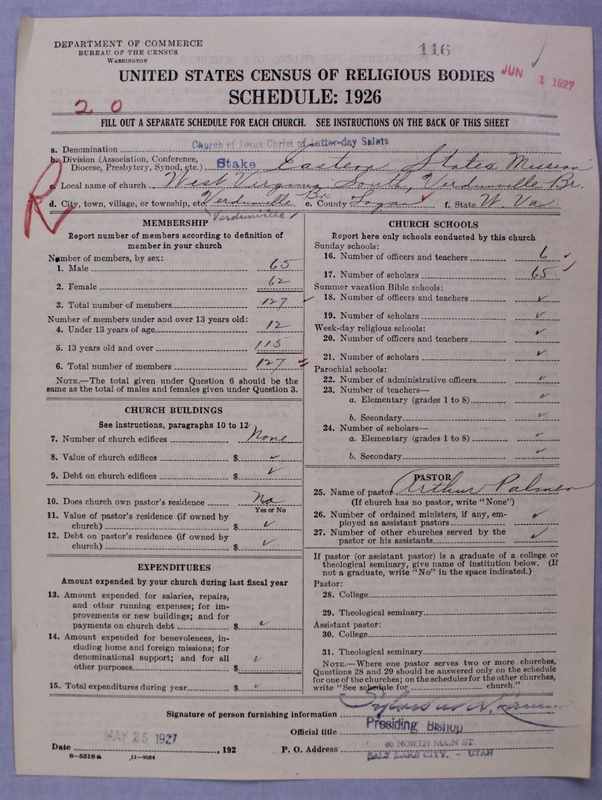 DEPARTMENT OF COMMERCE
BUREAU OF THE CENSUS
WASHINGTON
116
JUN 1 1927
UNITED STATES CENSUS OF RELIGIOUS BODIES
SCHEDULE: 1926
2 0
FILL OUT A SEPARATE SCHEDULE FOR EACH CHURCH. SEE INSTRUCTIONS ON THE BACK OF THIS SHEET
a. Denomination Church of Jesus Christ of Latter-day Saints
b. Division (Association, Conference, Diocese, Presbytery, Synod, etc.) Stake Eastern States Mission
R
c. Local name of church West Virginia South, Verdunville Br.
d. City, town, village, or township, etc. Verdunville Br. e. County Logan f. State W. Va
Verdunville
MEMBERSHIP
Report number of members according to definition of
member in your church
Number of members, by sex:
1. Male 65
2. Female 62
3. Total number of members 127
Number of members under and over 13 years old:
4. Under 13 years of age 12
5. 13 years old and over 115
6. Total number of members 127
NOTE.—The total given under Question 6 should be
the same as the total of males and females given under Question 3.
CHURCH BUILDINGS
See instructions, paragraphs 10 to 12
7. Number of church edifices None
8. Value of church edifices $ ✓
9. Debt on church edifices $ ✓
10. Does church own pastor's residence No
Yes or No
11. Value of pastor's residence (if owned by
church) $ ✓
12. Debt on pastor's residence (if owned by
church) $ ✓
EXPENDITURES
Amount expended by your church during last fiscal year
13. Amount expended for salaries, repairs,
and other running expenses; for im-
provements or new buildings; and for
payments on church debt $ ✓
14. Amount expended for benevolences, in-
cluding home and foreign missions; for
denominational support; and for all
other purposes $ ✓
15. Total expenditures during year $ ✓
CHURCH SCHOOLS
Report here only schools conducted by this church
Sunday schools:
16. Number of officers and teachers 6
17. Number of scholars 65
Summer vacation Bible schools:
18. Number of officers and teachers ✓
19. Number of scholars ✓
Week-day religious schools:
20. Number of officers and teachers ✓
21. Number of scholars ✓
Parochial schools:
22. Number of administrative officers ✓
23. Number of teachers—
a. Elementary (grades 1 to 8) ✓
b. Secondary ✓
24. Number of scholars—
a. Elementary (grades 1 to 8) ✓
b. Secondary ✓
PASTOR
25. Name of pastor Arthur Palmer
(If church has no pastor, write "None")
26. Number of ordained ministers, if any, em-
ployed as assistant pastors ✓
27. Number of other churches served by the
pastor or his assistants ✓
If pastor (or assistant pastor) is a graduate of a college or
theological seminary, give name of institution below. (If
not a graduate, write "No" in the space indicated.)
Pastor:
28. College
29. Theological seminary
Assistant pastor:
30. College
31. Theological seminary
NOTE.—Where one pastor serves two or more churches,
Questions 28 and 29 should be answered only on the schedule
for one of the churches; on the schedules for the other churches,
write "See schedule for church."
Signature of person furnishing information
Official title Presiding Bishop
Date MAY 25 1927, 192 P. O. Address 40 NORTH MAIN ST
SALT LAKE CITY, - UTAH
8-5518a 11-9084